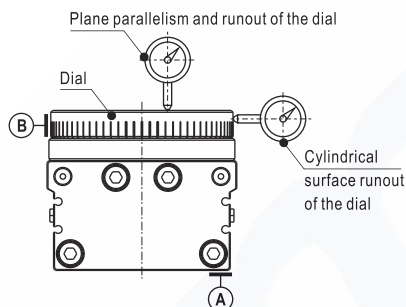 Plane parallelism and runout of the dial
Dial
B
Cylindrical
surface runout
of the dial
A